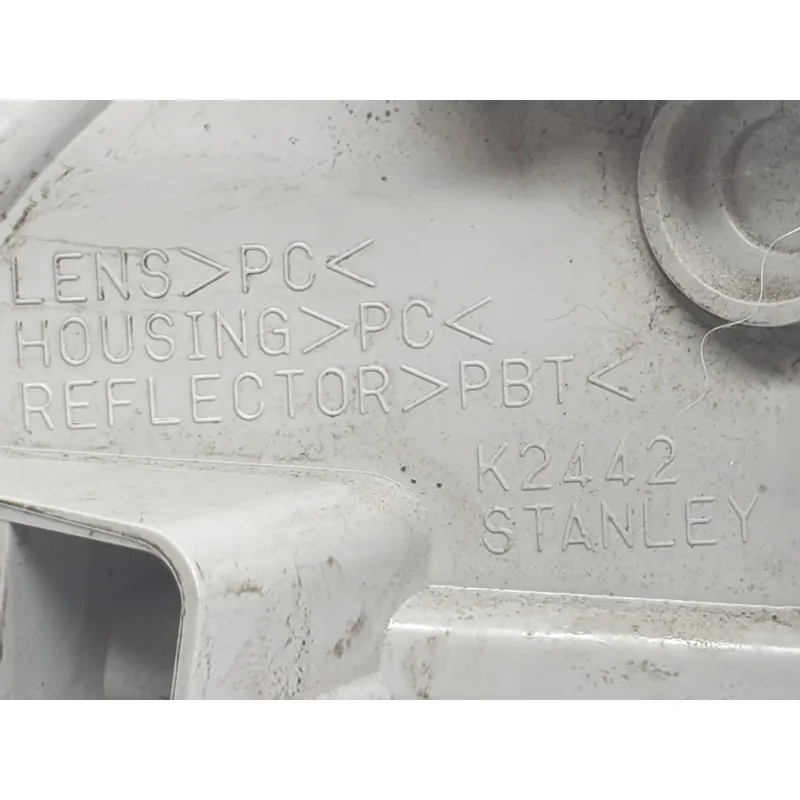 LENS>PC<
HOUSING>PC<
REFLECTOR>PBT<
K2442
STANLEY